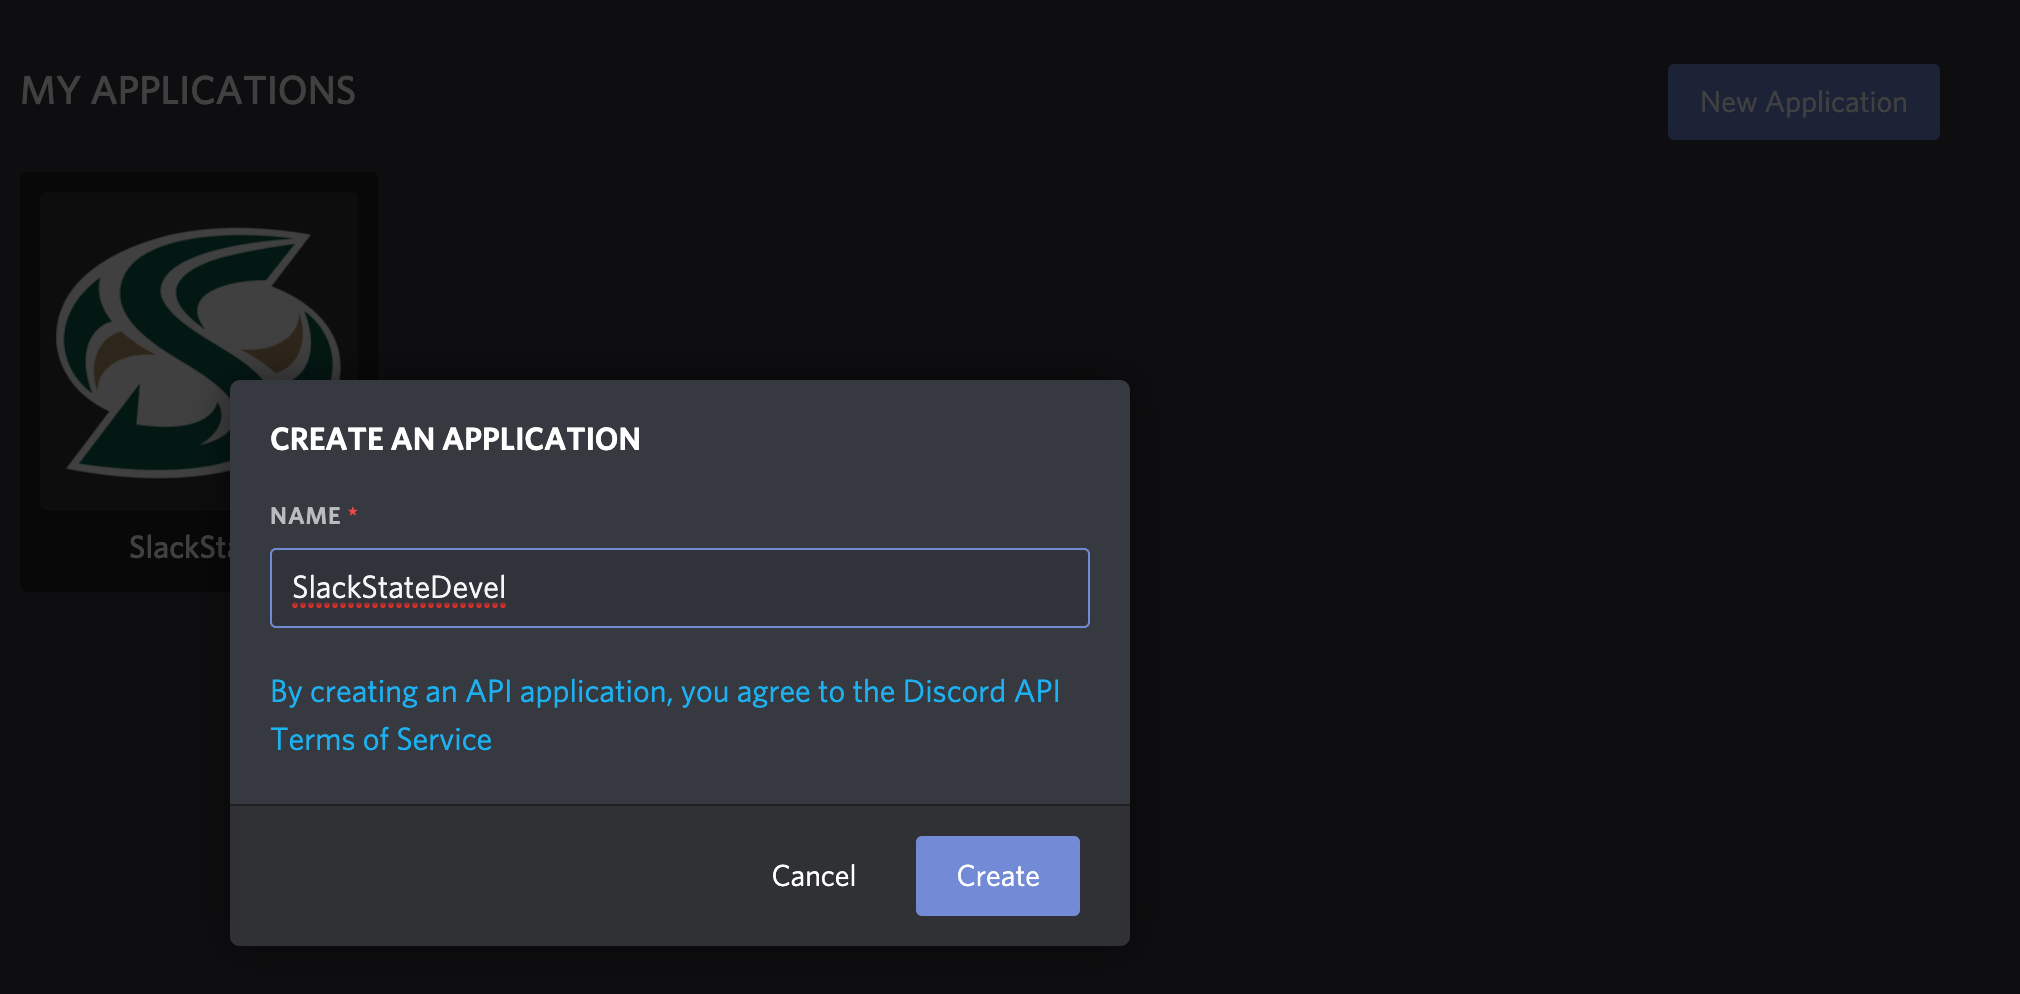 MY APPLICATIONS
New Application
SlackSta
CREATE AN APPLICATION
NAME *
SlackStateDevel
By creating an API application, you agree to the Discord API
Terms of Service
Cancel
Create